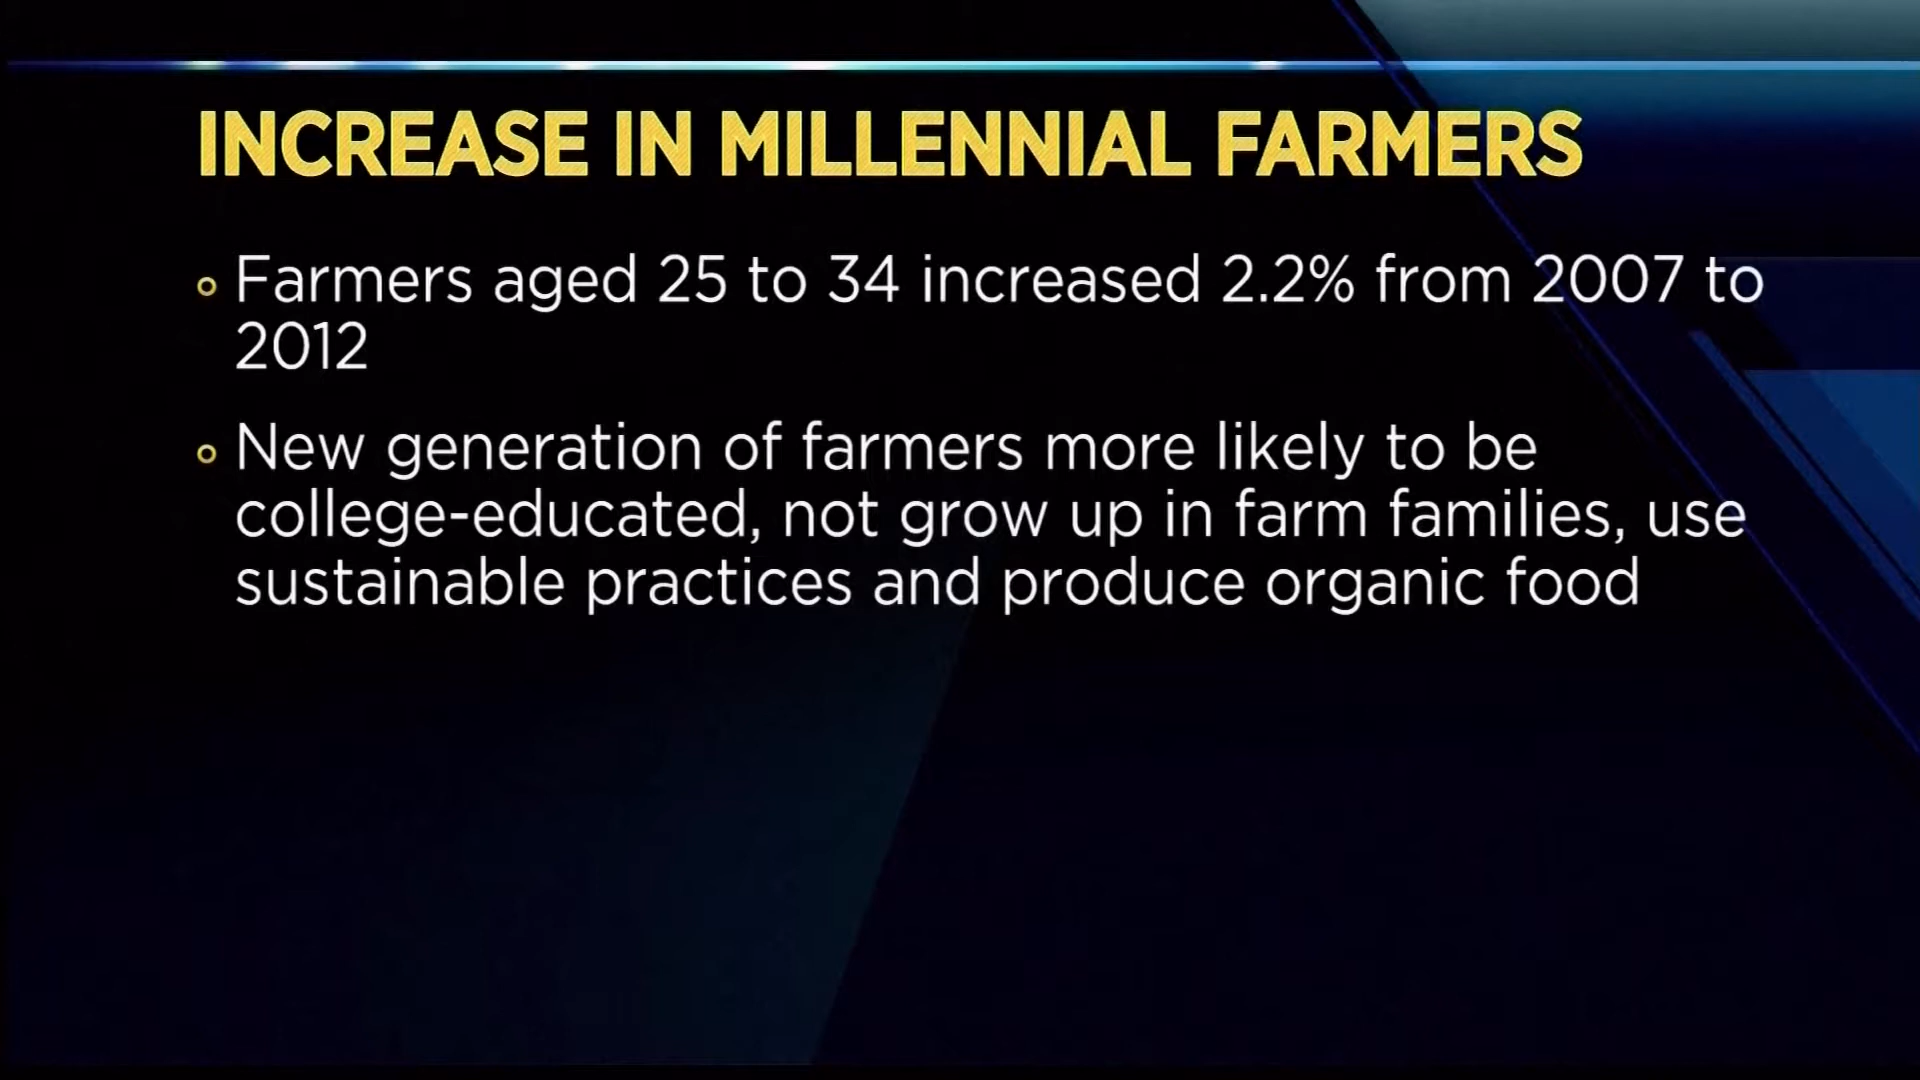 INCREASE IN MILLENNIAL FARMERS
Farmers aged 25 to 34 increased 2.2% from 2007 to
2012
New generation of farmers more likely to be
college-educated, not grow up in farm families, use
sustainable practices and produce organic food